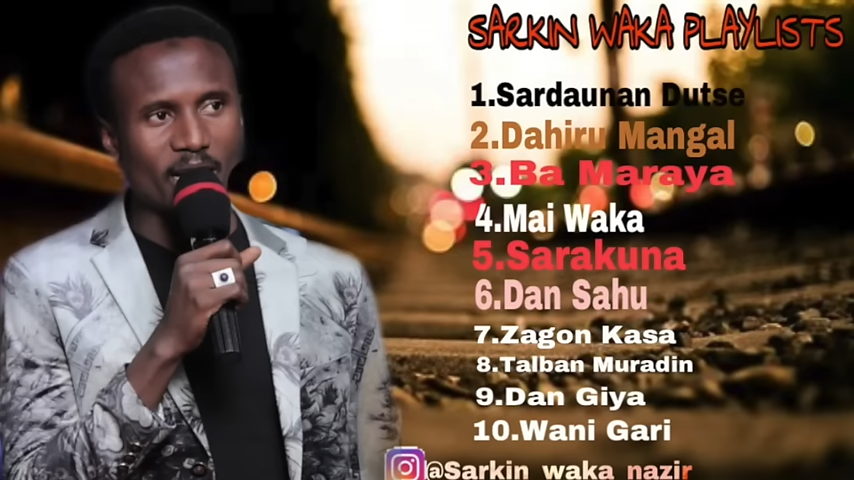 SARKIN WAKA PLAYLISTS
1.Sardaunan Dutse
2.Dahiru Mangal
3.Ba Maraya
4.Mai Waka
5.Sarakuna
6.Dan Sahu
7.Zagon Kasa
8.Talban Muradin
9.Dan Giya
10.Wani Gari
@Sarkin_waka_nazir